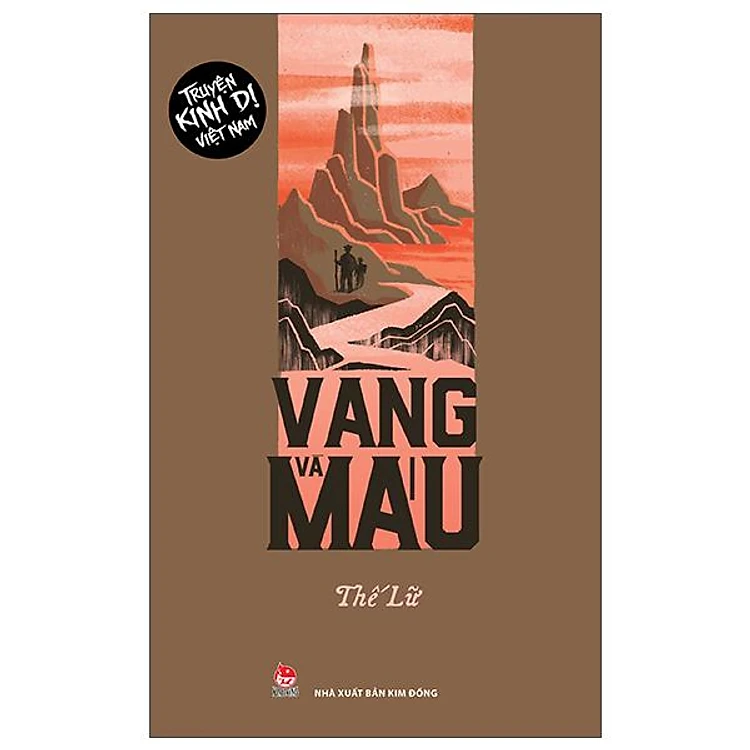 TRUYỆN
KINH DỊ
VIỆT NAM
VÀNG
VÀ
MÁU
Thế Lữ
NHÀ XUẤT BẢN KIM ĐỒNG